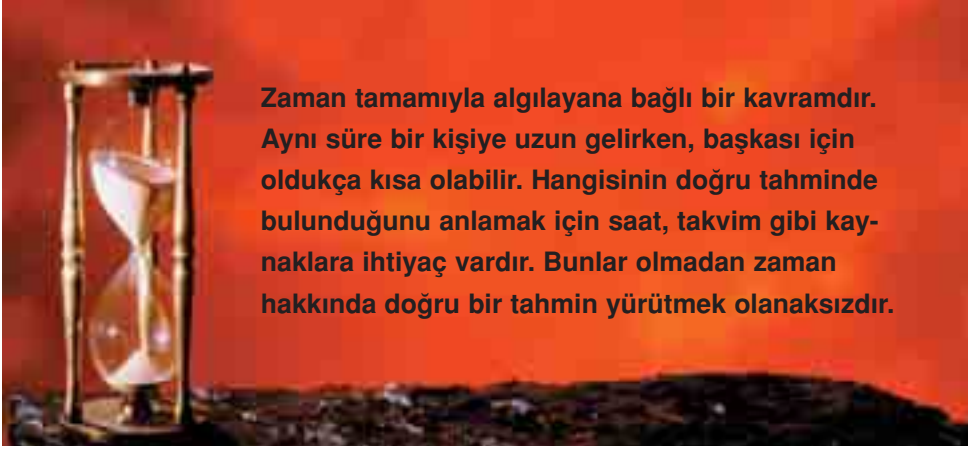 Zaman tamamıyla algılayana bağlı bir kavramdır.
Aynı süre bir kişiye uzun gelirken, başkası için
oldukça kısa olabilir. Hangisinin doğru tahminde
bulunduğunu anlamak için saat, takvim gibi kay-
naklara ihtiyaç vardır. Bunlar olmadan zaman
hakkında doğru bir tahmin yürütmek olanaksızdır.